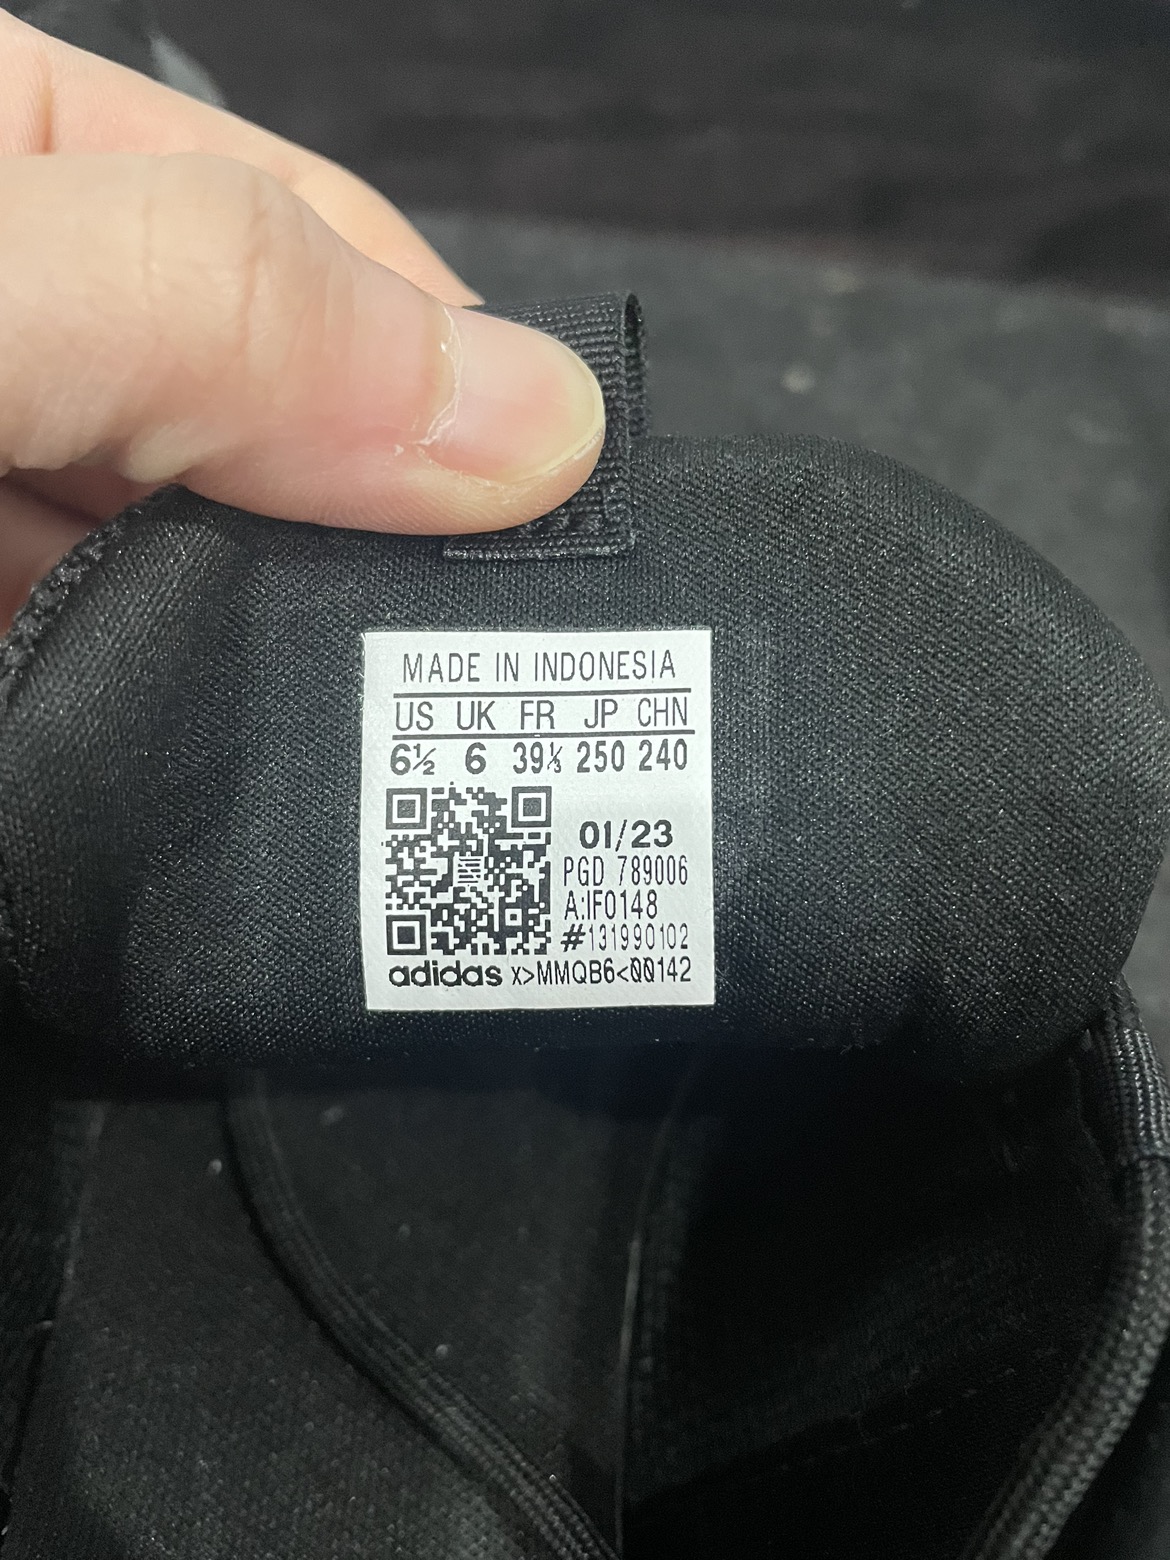 MADE IN INDONESIA
US UK FR JP CHN
6½ 6 39⅓ 250 240
01/23
PGD 789006
A:IF0148
#131990102
adidas X>MMQB6<00142